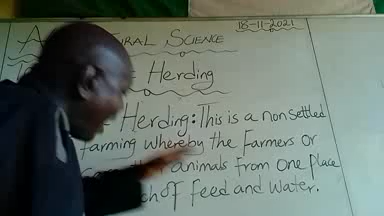 18-11-2021
A RAL SCIENCE
Herding
Herding: This is a non settled
farming whereby the Farmers or
animals from one place
of feed and water.